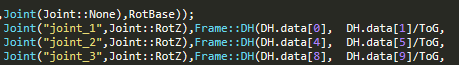 ,Joint(Joint::None),RotBase));
Joint("joint_1",Joint::RotZ),Frame::DH(DH.data[0], DH.data[1]/ToG,
Joint("joint_2",Joint::RotZ),Frame::DH(DH.data[4], DH.data[5]/ToG,
Joint("joint_3",Joint::RotZ),Frame::DH(DH.data[8], DH.data[9]/ToG,